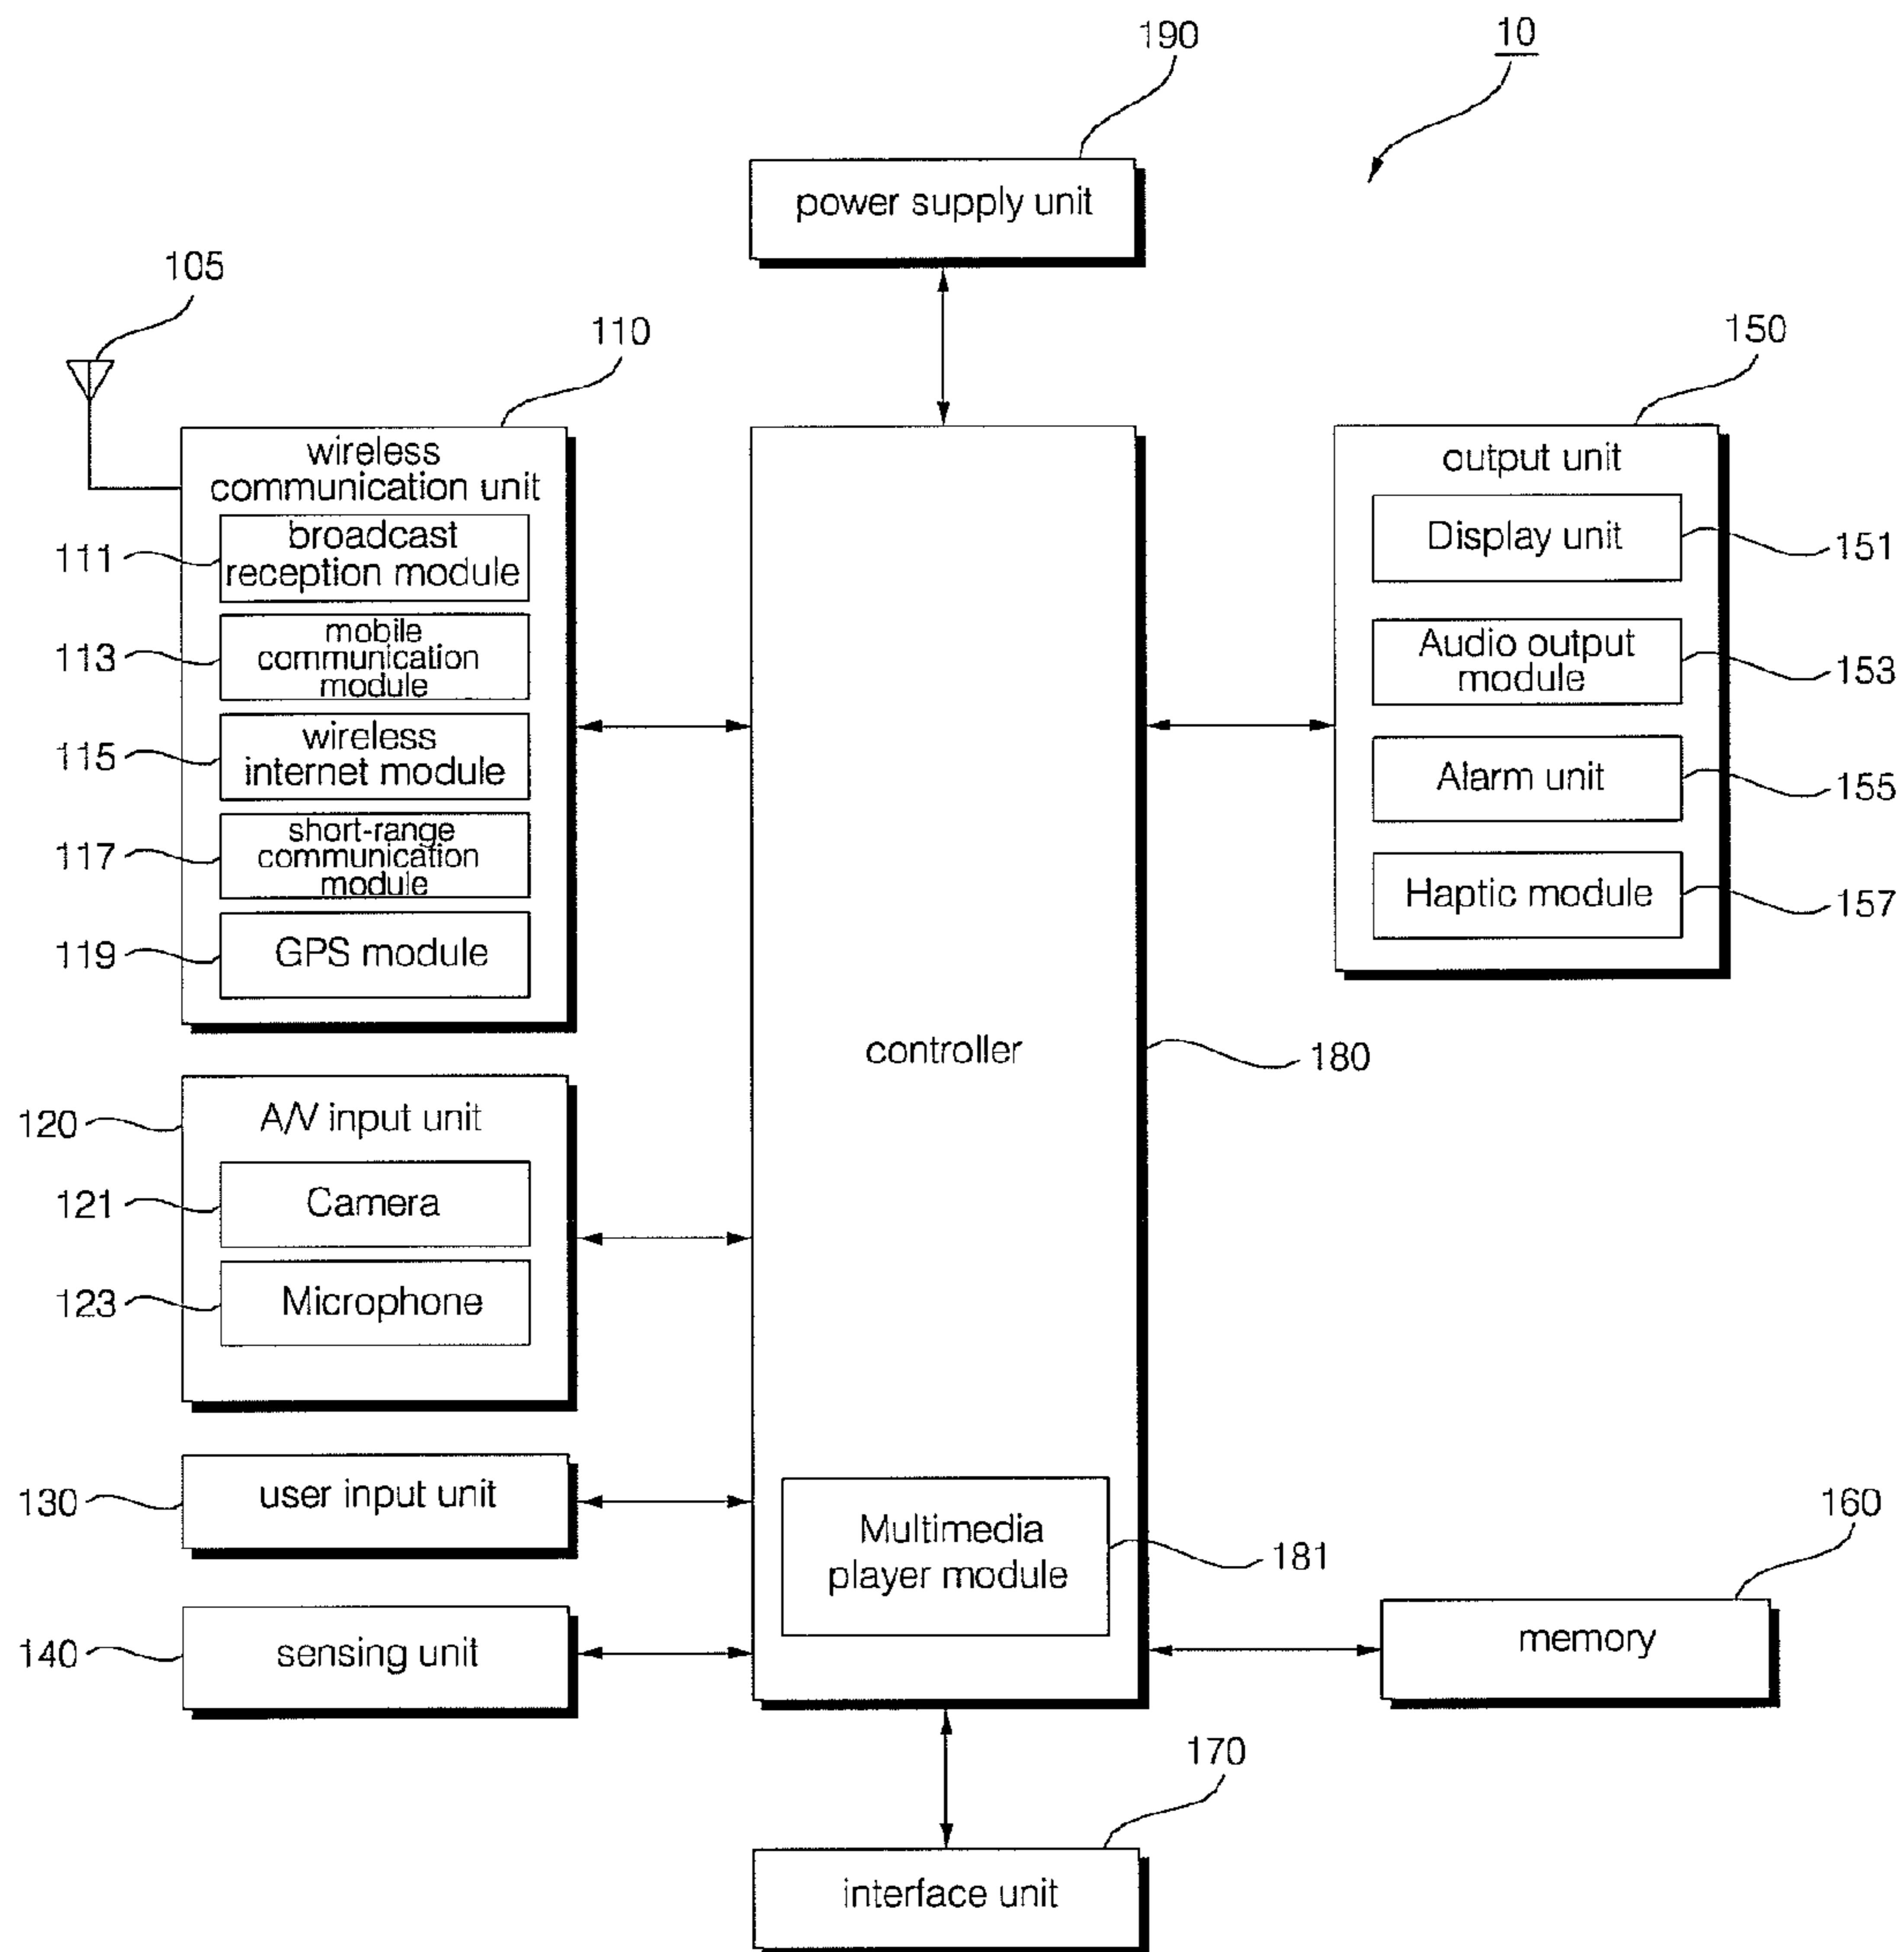 190
10
power supply unit
105
110
150
wireless
communication unit
111
broadcast
reception module
113
mobile
communication
module
115
wireless
internet module
117
short-range
communication
module
119
GPS module
output unit
Display unit
151
Audio output
module
153
Alarm unit
155
Haptic module
157
controller
180
120
A/V input unit
121
Camera
123
Microphone
130
user input unit
Multimedia
player module
181
160
140
sensing unit
memory
170
interface unit